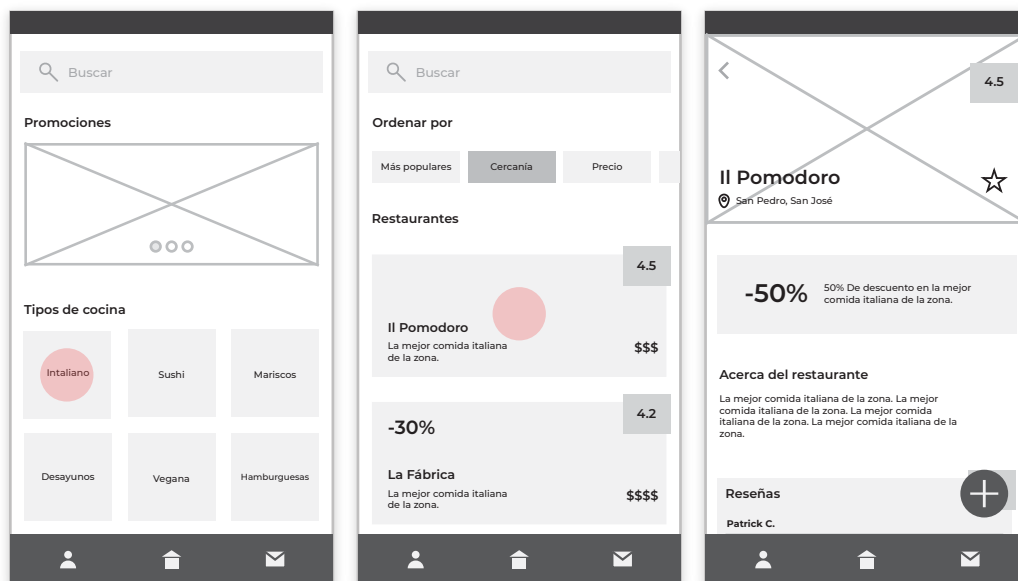 Buscar
Promociones
Tipos de cocina
Intaliano
Sushi
Mariscos
Desayunos
Vegana
Hamburguesas
Buscar
Ordenar por
Más populares
Cercanía
Precio
Restaurantes
4.5
Il Pomodoro
La mejor comida italiana
de la zona.
$$$
4.2
-30%
La Fábrica
La mejor comida italiana
de la zona.
$$$$
4.5
Il Pomodoro
San Pedro, San José
-50%
50% De descuento en la mejor
comida italiana de la zona.
Acerca del restaurante
La mejor comida italiana de la zona. La mejor
comida italiana de la zona. La mejor comida
italiana de la zona. La mejor comida italiana de la
zona.
Reseñas
Patrick C.